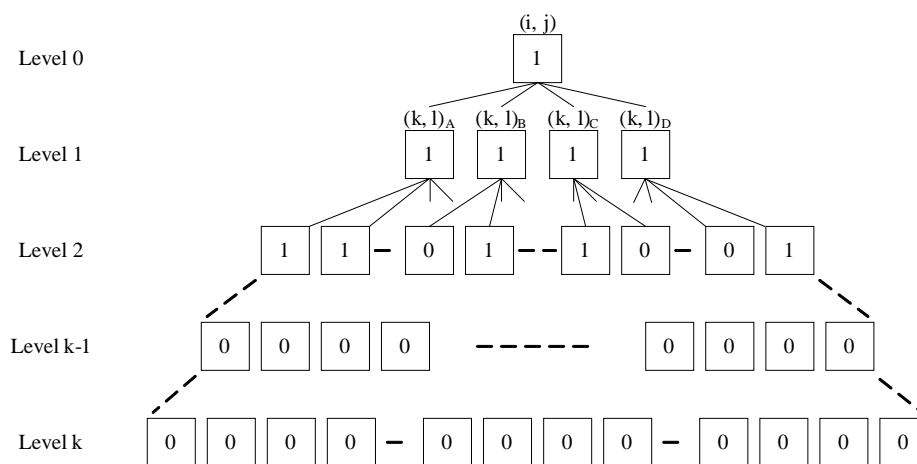 (i, j)
Level 0
1
(k, l)A (k, l)B (k, l)C (k, l)D
Level 1
1 1 1 1
Level 2
1 1 0 1 1 0 0 1
Level k-1
0 0 0 0 0 0 0 0
Level k
0 0 0 0 0 0 0 0 0 0 0 0